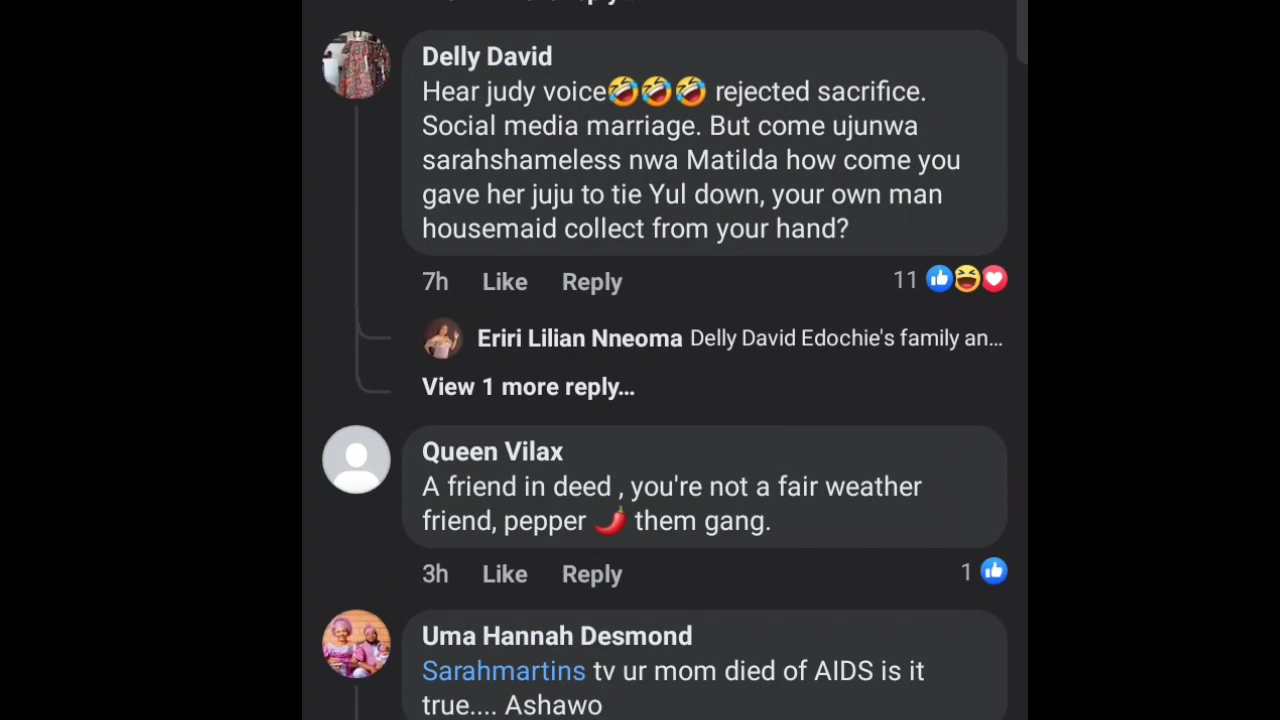 Delly David
Hear judy voice🤣🤣🤣 rejected sacrifice.
Social media marriage. But come ujunwa
sarahshameless nwa Matilda how come you
gave her juju to tie Yul down, your own man
housemaid collect from your hand?
7h Like Reply 11
Eriri Lilian Nneoma Delly David Edochie's family an...
View 1 more reply...
Queen Vilax
A friend in deed , you're not a fair weather
friend, pepper 🌶️ them gang.
3h Like Reply 1
Uma Hannah Desmond
Sarahmartins tv ur mom died of AIDS is it
true.... Ashawo